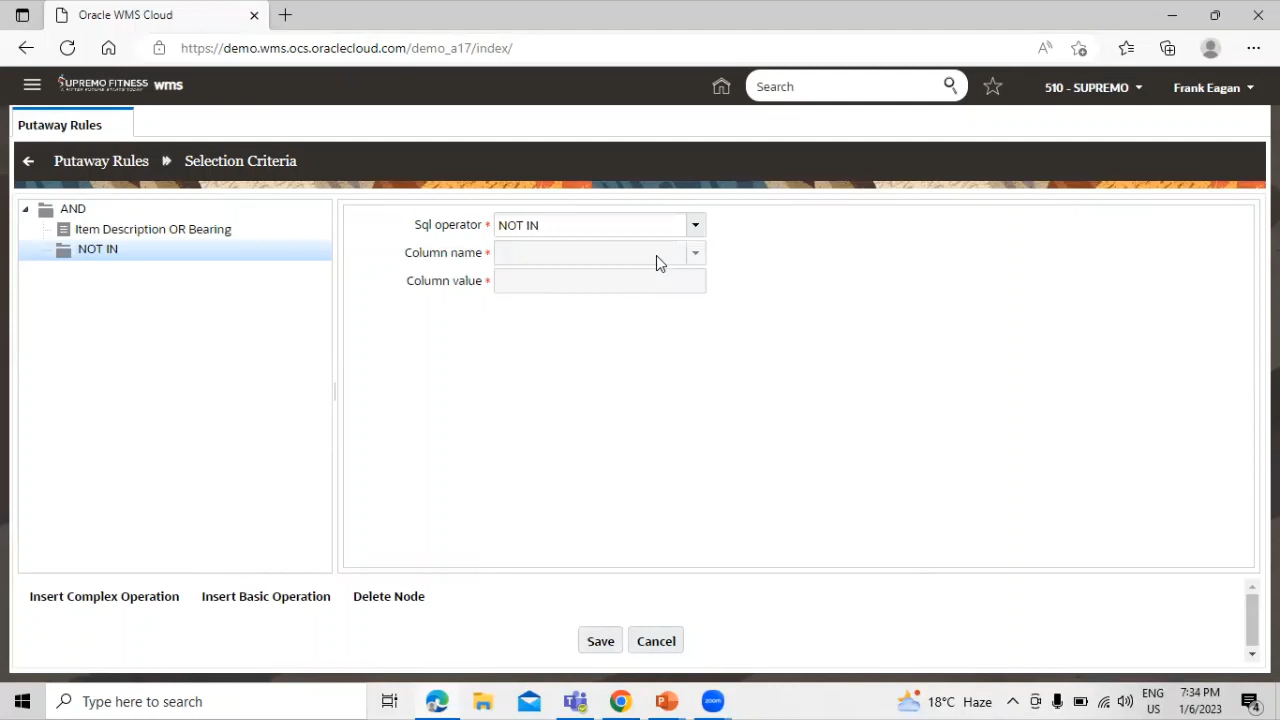 Oracle WMS Cloud
https://demo.wms.ocs.oraclecloud.com/demo_a17/index/
SUPREMO FITNESS wms
Search
510 - SUPREMO
Frank Eagan
Putaway Rules
Putaway Rules
Selection Criteria
AND
Item Description OR Bearing
NOT IN
Sql operator *
NOT IN
Column name *
Column value *
Insert Complex Operation
Insert Basic Operation
Delete Node
Save
Cancel
Type here to search
zoom
18°C Haze
ENG
US
7:34 PM
1/6/2023
4